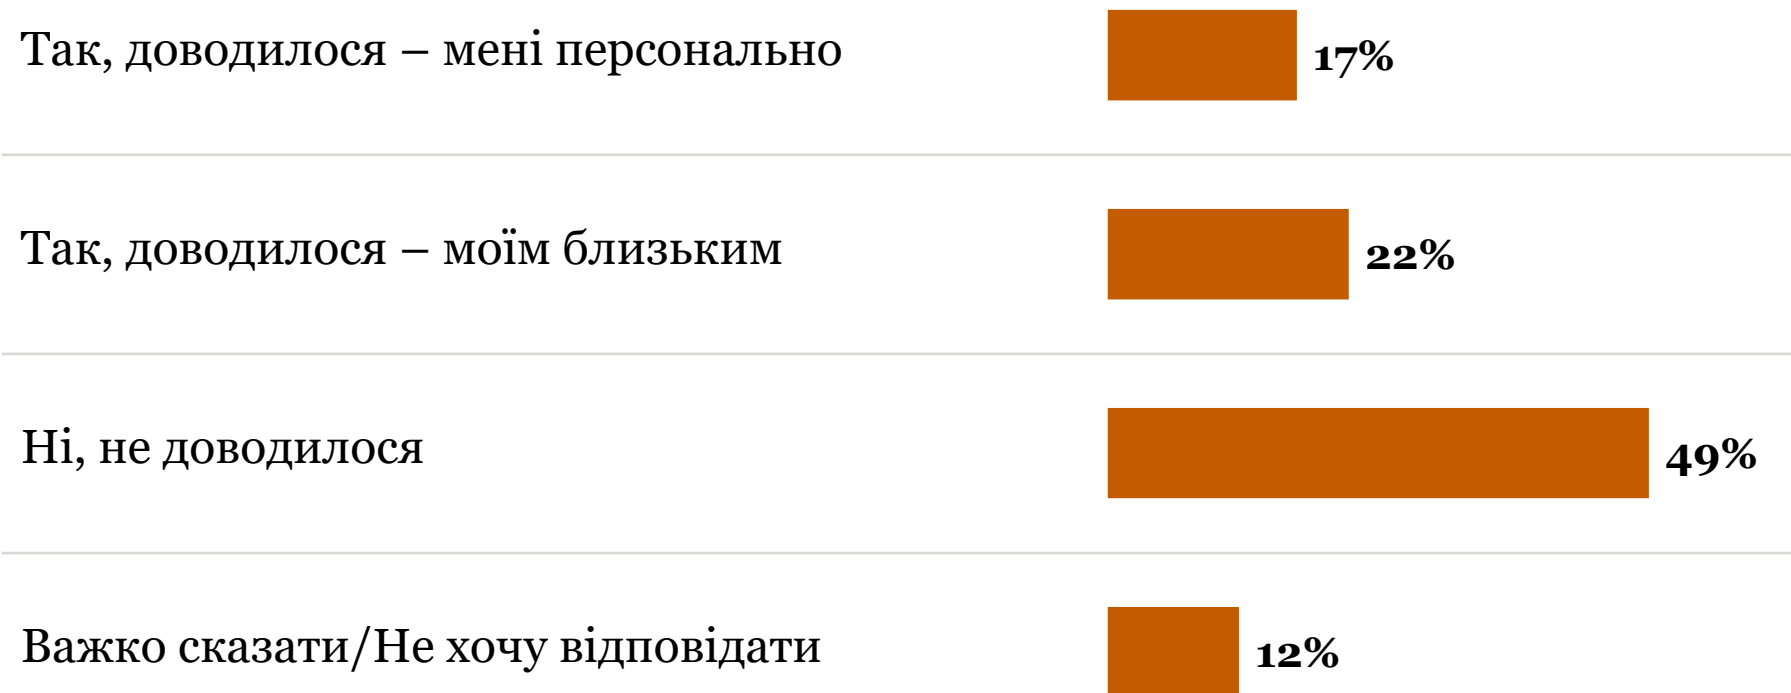 Так, доводилося – мені персонально 17%
Так, доводилося – моїм близьким 22%
Ні, не доводилося 49%
Важко сказати/Не хочу відповідати 12%